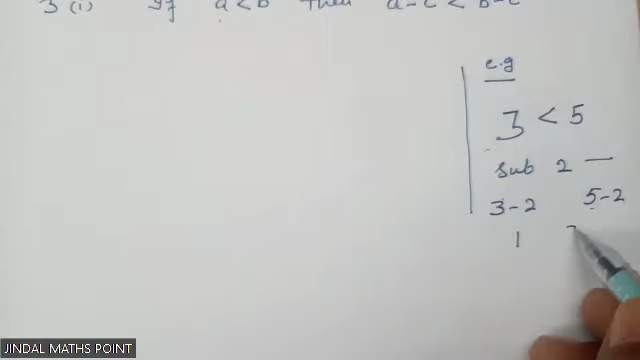 3 (i) If a < b Then a - c < b - c
e.g
3 < 5
Sub 2 —
3 - 2 5 - 2
1
JINDAL MATHS POINT